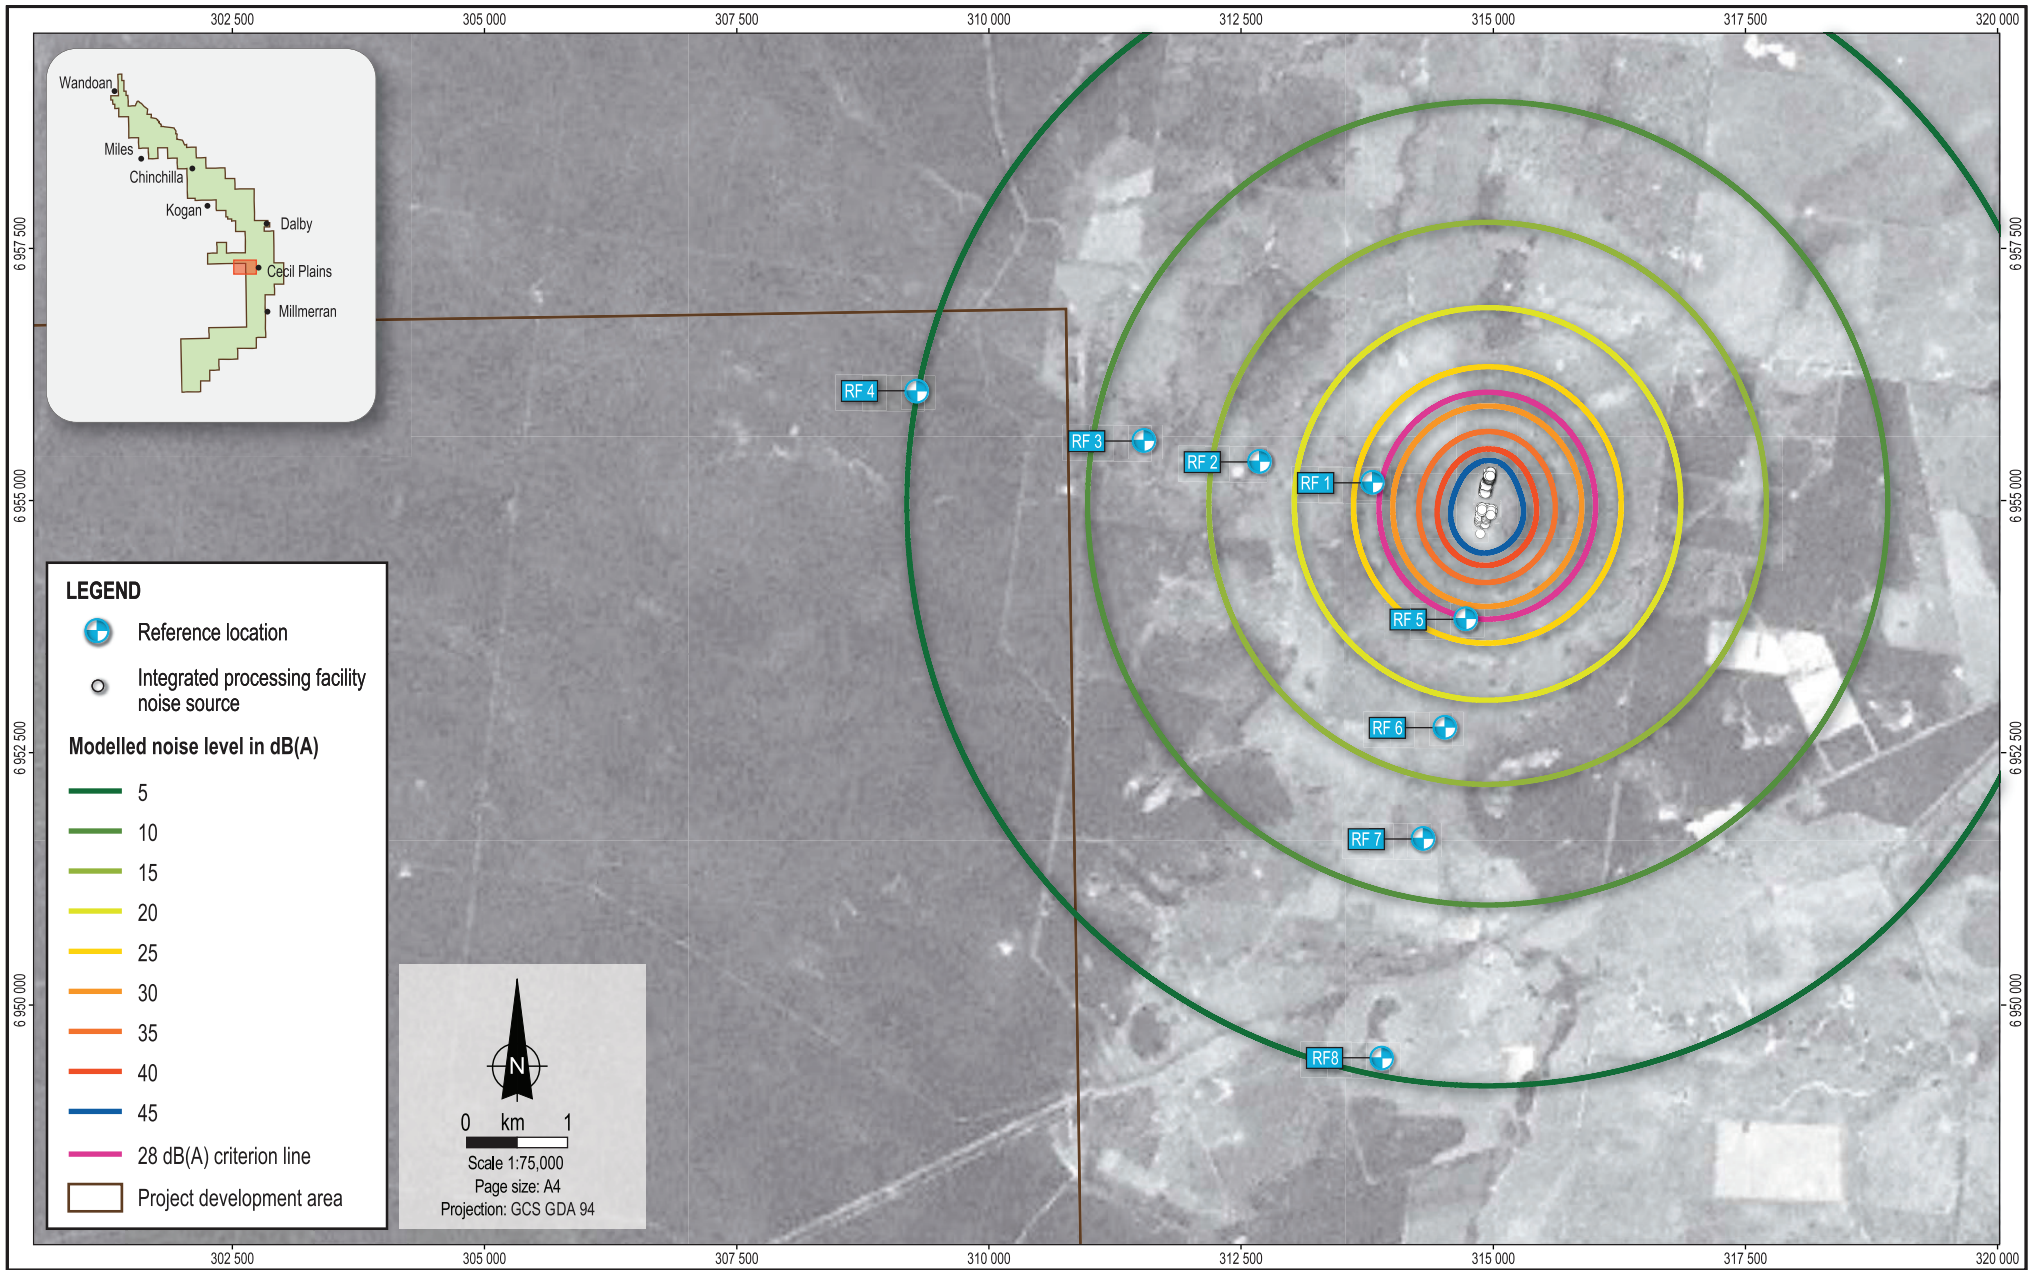 302 500
305 000
307 500
310 000
312 500
315 000
317 500
320 000
Wandoan
Miles
Chinchilla
Kogan
Dalby
Cecil Plains
Millmerran
6 957 500
6 957 500
RF 4
RF 3
RF 2
RF 1
6 955 000
6 955 000
RF 5
RF 6
RF 7
RF8
6 952 500
6 952 500
6 950 000
6 950 000
LEGEND
Reference location
Integrated processing facility
noise source
Modelled noise level in dB(A)
5
10
15
20
25
30
35
40
45
28 dB(A) criterion line
Project development area
N
0 km 1
Scale 1:75,000
Page size: A4
Projection: GCS GDA 94
302 500
305 000
307 500
310 000
312 500
315 000
317 500
320 000